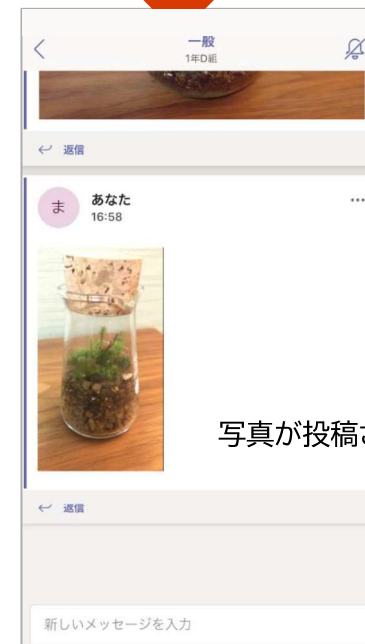 一般
1年D組
返信
ま
あなた
16:58
写真が投稿さ
返信
新しいメッセージを入力